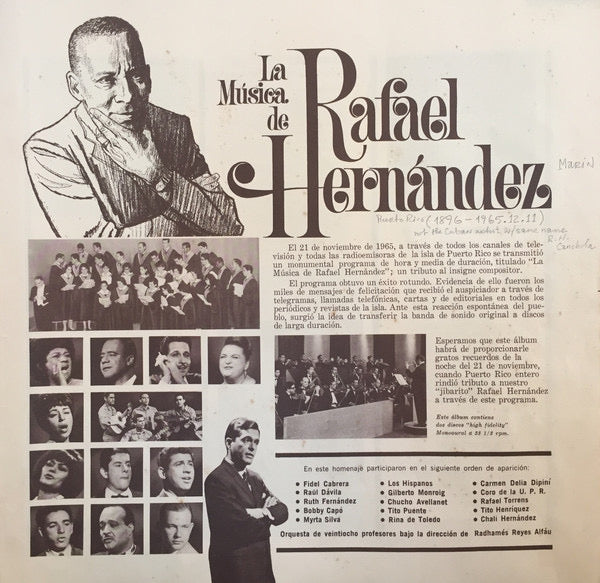 La
Música
de
Rafael
Hernández
Marín
Puerto Rico (1896-1965.12.11)
not the Cuban artist w/same name
R. H.
El 21 de noviembre de 1965, a través de todos los canales de tele-
visión y todas las radioemisoras de la isla de Puerto Rico se transmitió
un monumental programa de hora y media de duración, titulado "La
Música de Rafael Hernández"; un tributo al insigne compositor.
El programa obtuvo un éxito rotundo. Evidencia de ello fueron los
miles de mensajes de felicitación que recibió el auspiciador a través de
telegramas, llamadas telefónicas, cartas y de editoriales en todos los
periódicos y revistas de la isla. Ante esta reacción espontánea del pue-
blo, surgió la idea de transferir la banda de sonido original a discos
de larga duración.
Esperamos que este álbum
habrá de proporcionarle
gratos recuerdos de la
noche del 21 de noviembre,
cuando Puerto Rico entero
rindió tributo a nuestro
"jibarito" Rafael Hernández
a través de este programa.
Este álbum contiene
dos discos "high fidelity"
Monoaural a 33 1/3 rpm.
En este homenaje participaron en el siguiente orden de aparición:
• Fidel Cabrera
• Raúl Dávila
• Ruth Fernández
• Bobby Capó
• Myrta Silva
• Los Hispanos
• Gilberto Monroig
• Chucho Avellanet
• Tito Puente
• Rina de Toledo
• Carmen Delia Dipiní
• Coro de la U. P. R.
• Rafael Torrens
• Tito Henríquez
• Chali Hernández
Orquesta de veintiocho profesores bajo la dirección de Radhamés Reyes Alfáu